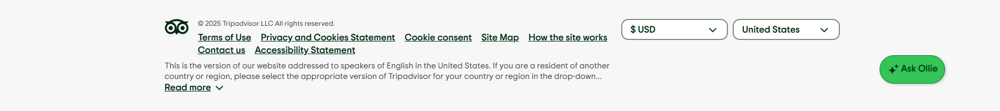 © 2025 Tripadvisor LLC All rights reserved.
Terms of Use Privacy and Cookies Statement Cookie consent Site Map How the site works
Contact us Accessibility Statement
$ USD
United States
This is the version of our website addressed to speakers of English in the United States. If you are a resident of another
country or region, please select the appropriate version of Tripadvisor for your country or region in the drop-down...
Read more
Ask Ollie